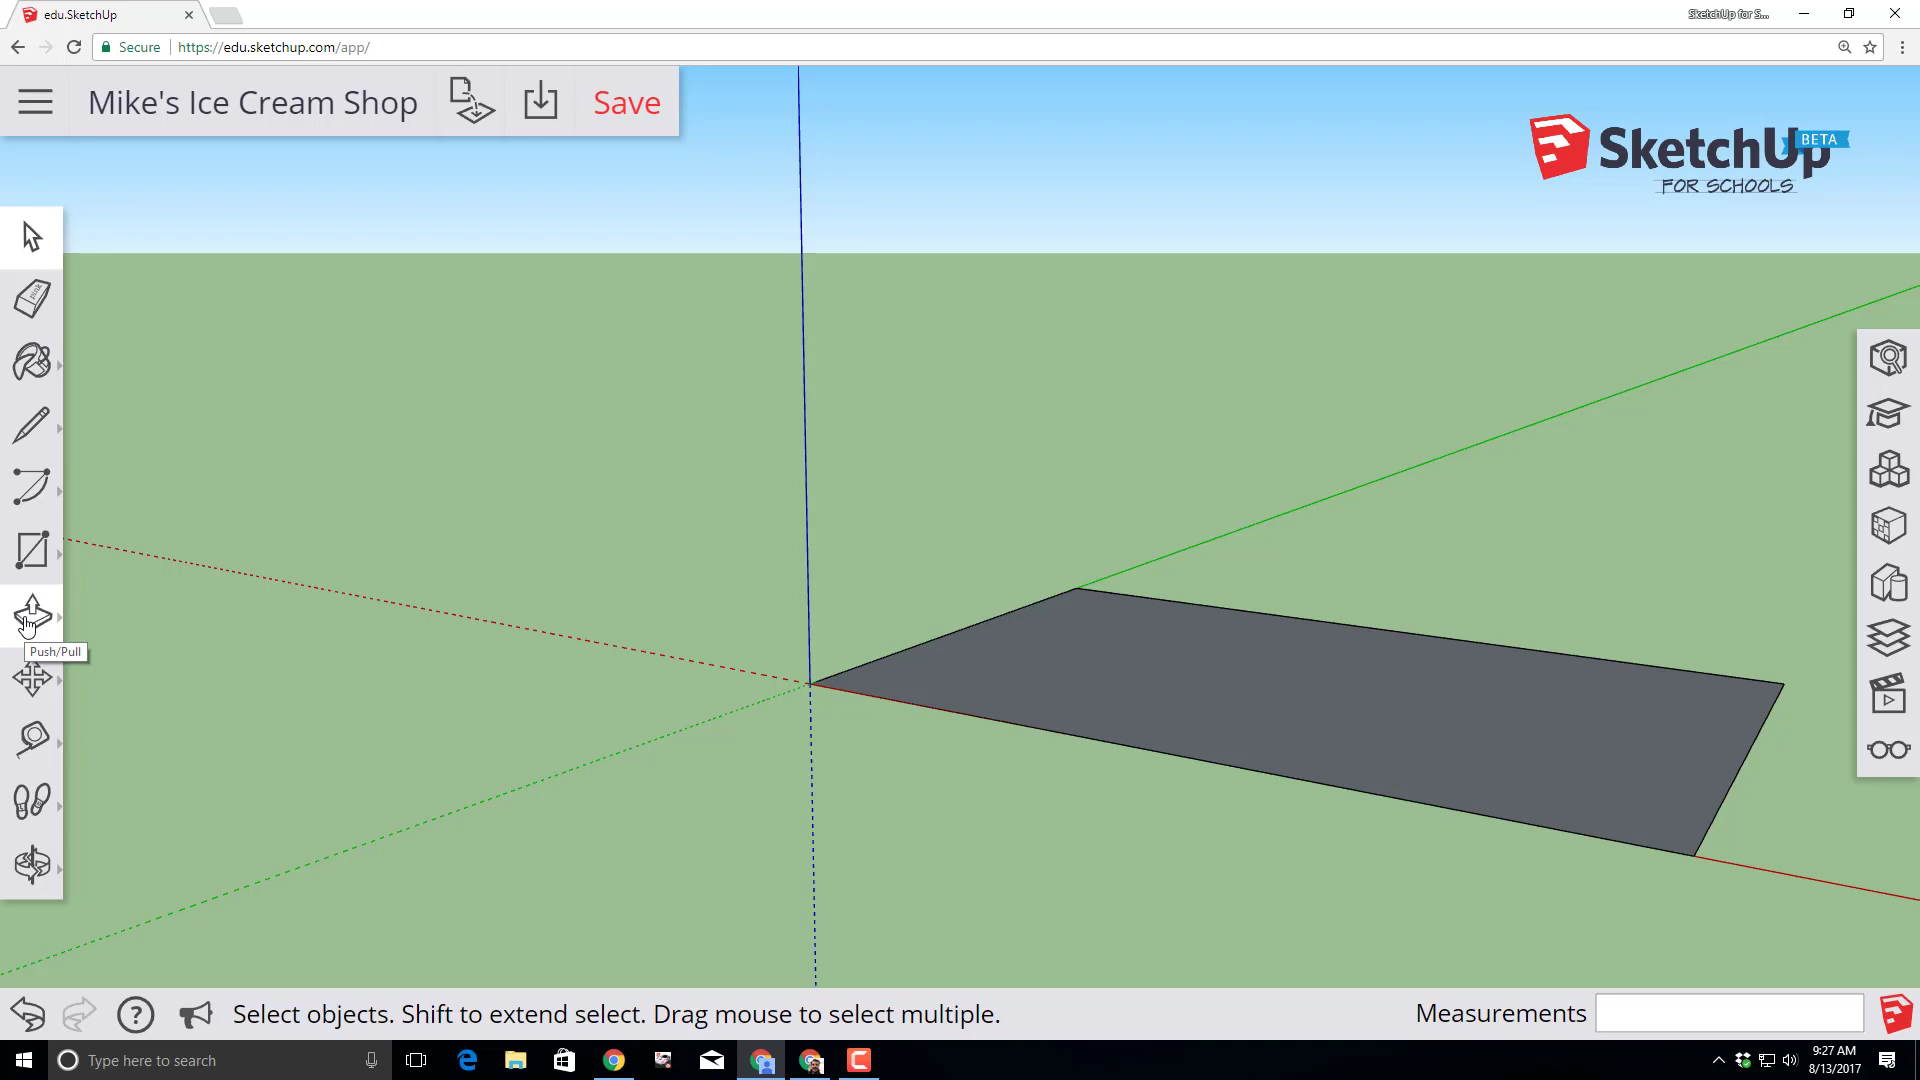 edu.SketchUp
SketchUp for S...
Secure
https://edu.sketchup.com/app/
Mike's Ice Cream Shop
Save
SketchUp
BETA
FOR SCHOOLS
Push/Pull
Select objects. Shift to extend select. Drag mouse to select multiple.
Measurements
Type here to search
9:27 AM
8/13/2017